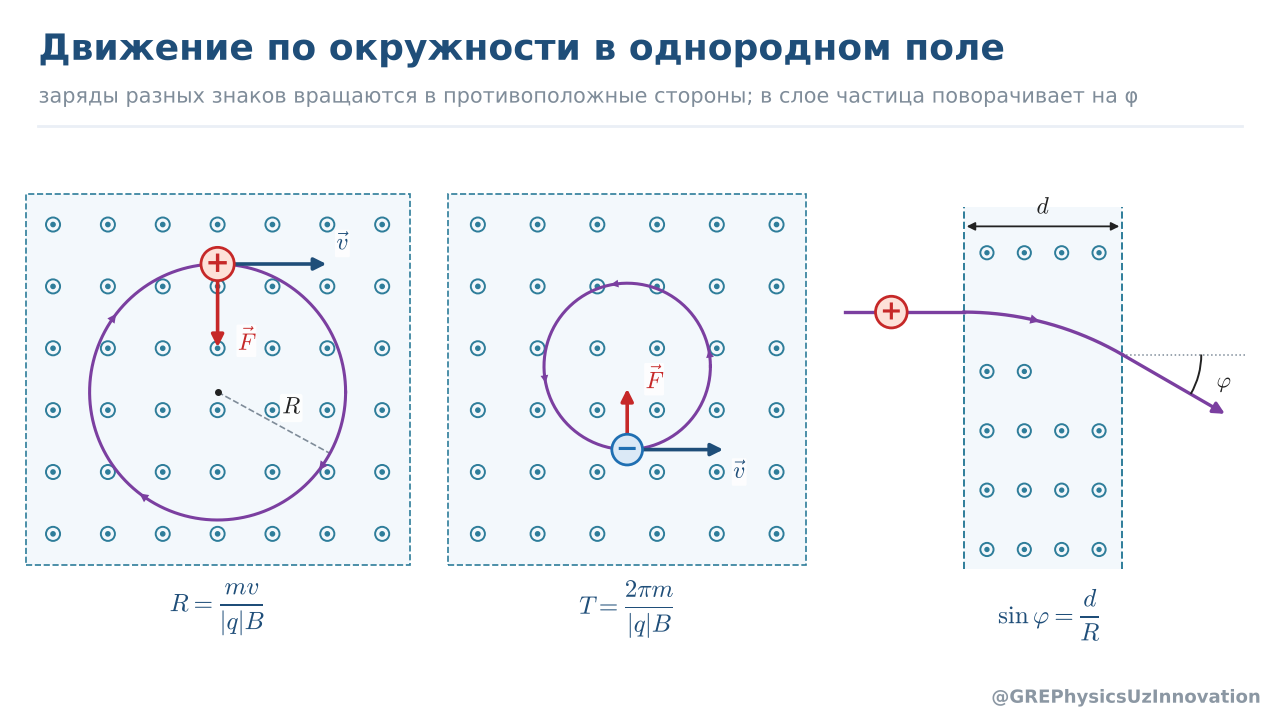 Движение по окружности в однородном поле
заряды разных знаков вращаются в противоположные стороны; в слое частица поворачивает на φ
+
v⃗
F⃗
R
R = mv / |q|B
F⃗
−
v⃗
T = 2πm / |q|B
d
+
φ
sin φ = d / R
@GREPhysicsUzInnovation